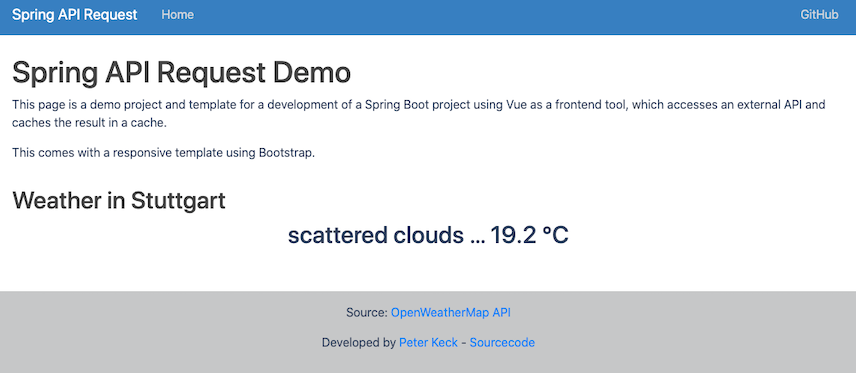 Spring API Request Home GitHub
Spring API Request Demo
This page is a demo project and template for a development of a Spring Boot project using Vue as a frontend tool, which accesses an external API and
caches the result in a cache.
This comes with a responsive template using Bootstrap.
Weather in Stuttgart
scattered clouds ... 19.2 °C
Source: OpenWeatherMap API
Developed by Peter Keck - Sourcecode